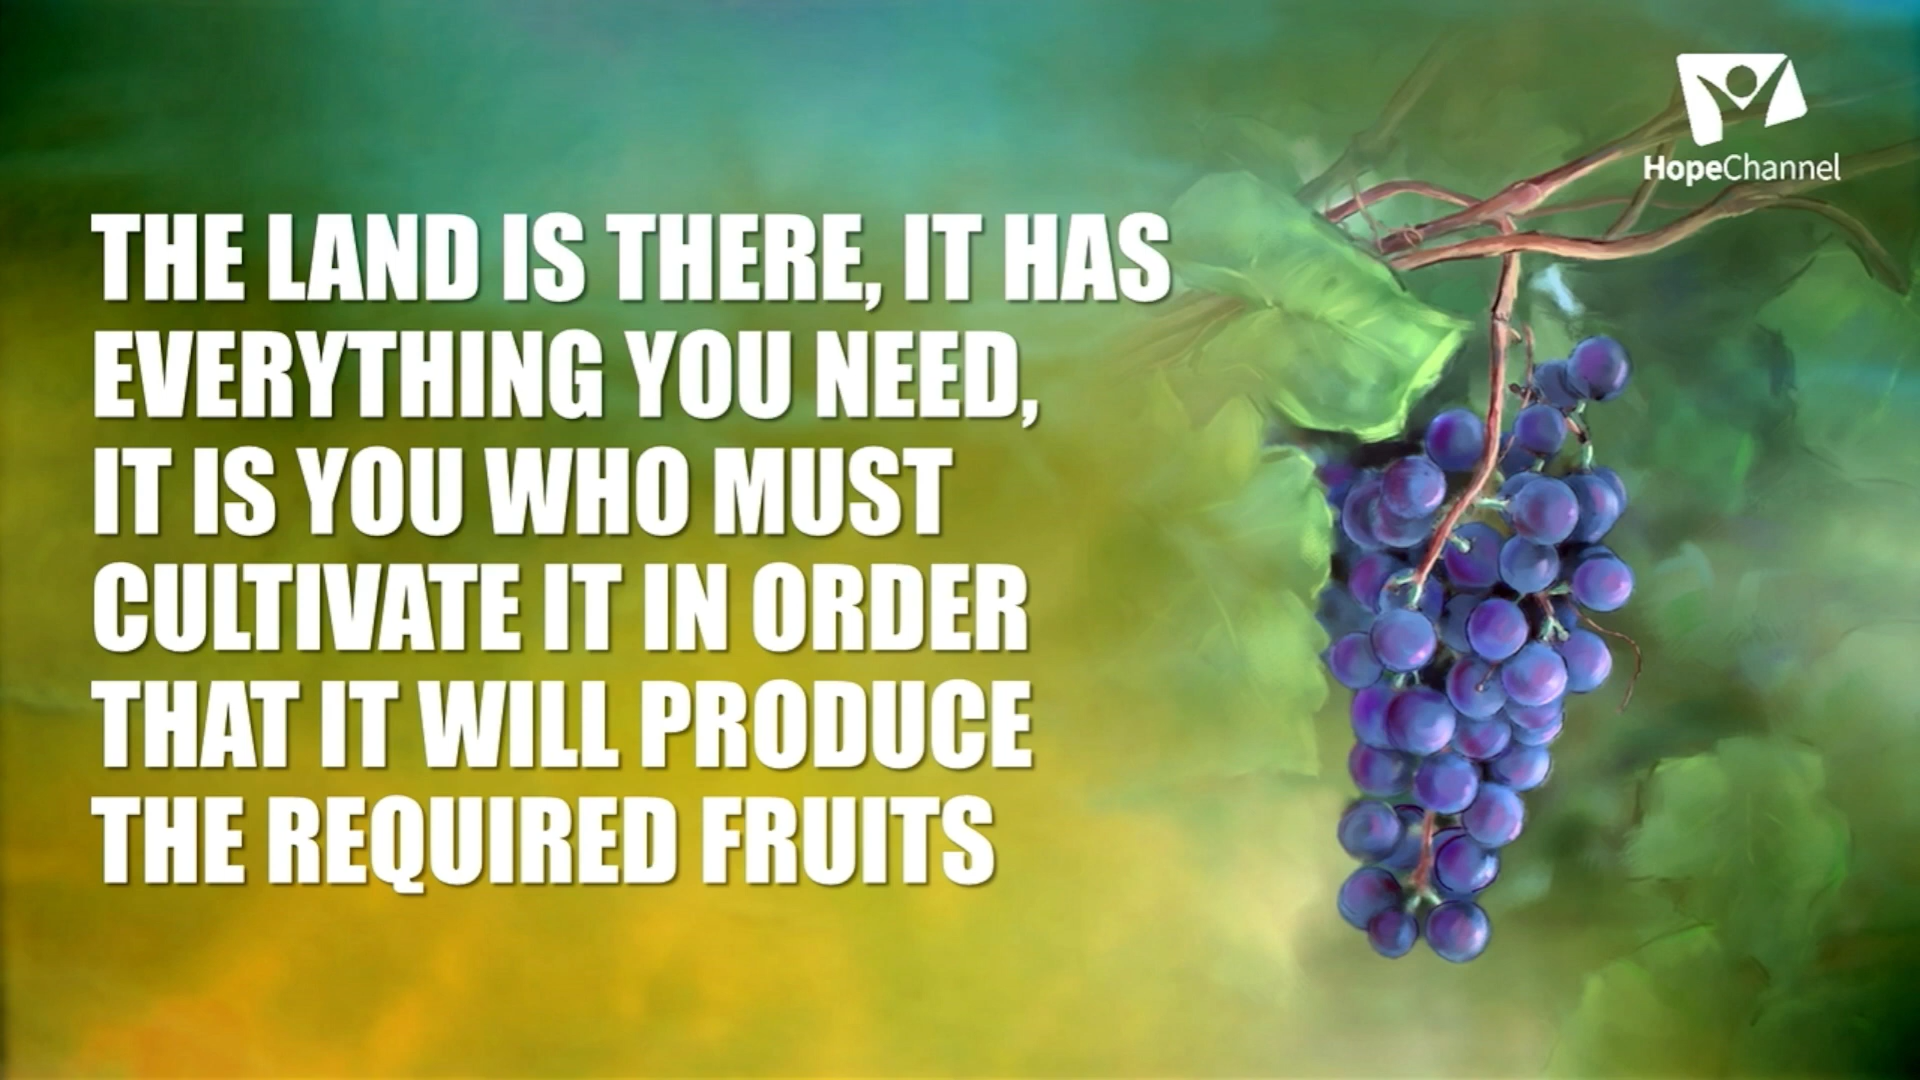 HopeChannel
THE LAND IS THERE, IT HAS
EVERYTHING YOU NEED,
IT IS YOU WHO MUST
CULTIVATE IT IN ORDER
THAT IT WILL PRODUCE
THE REQUIRED FRUITS